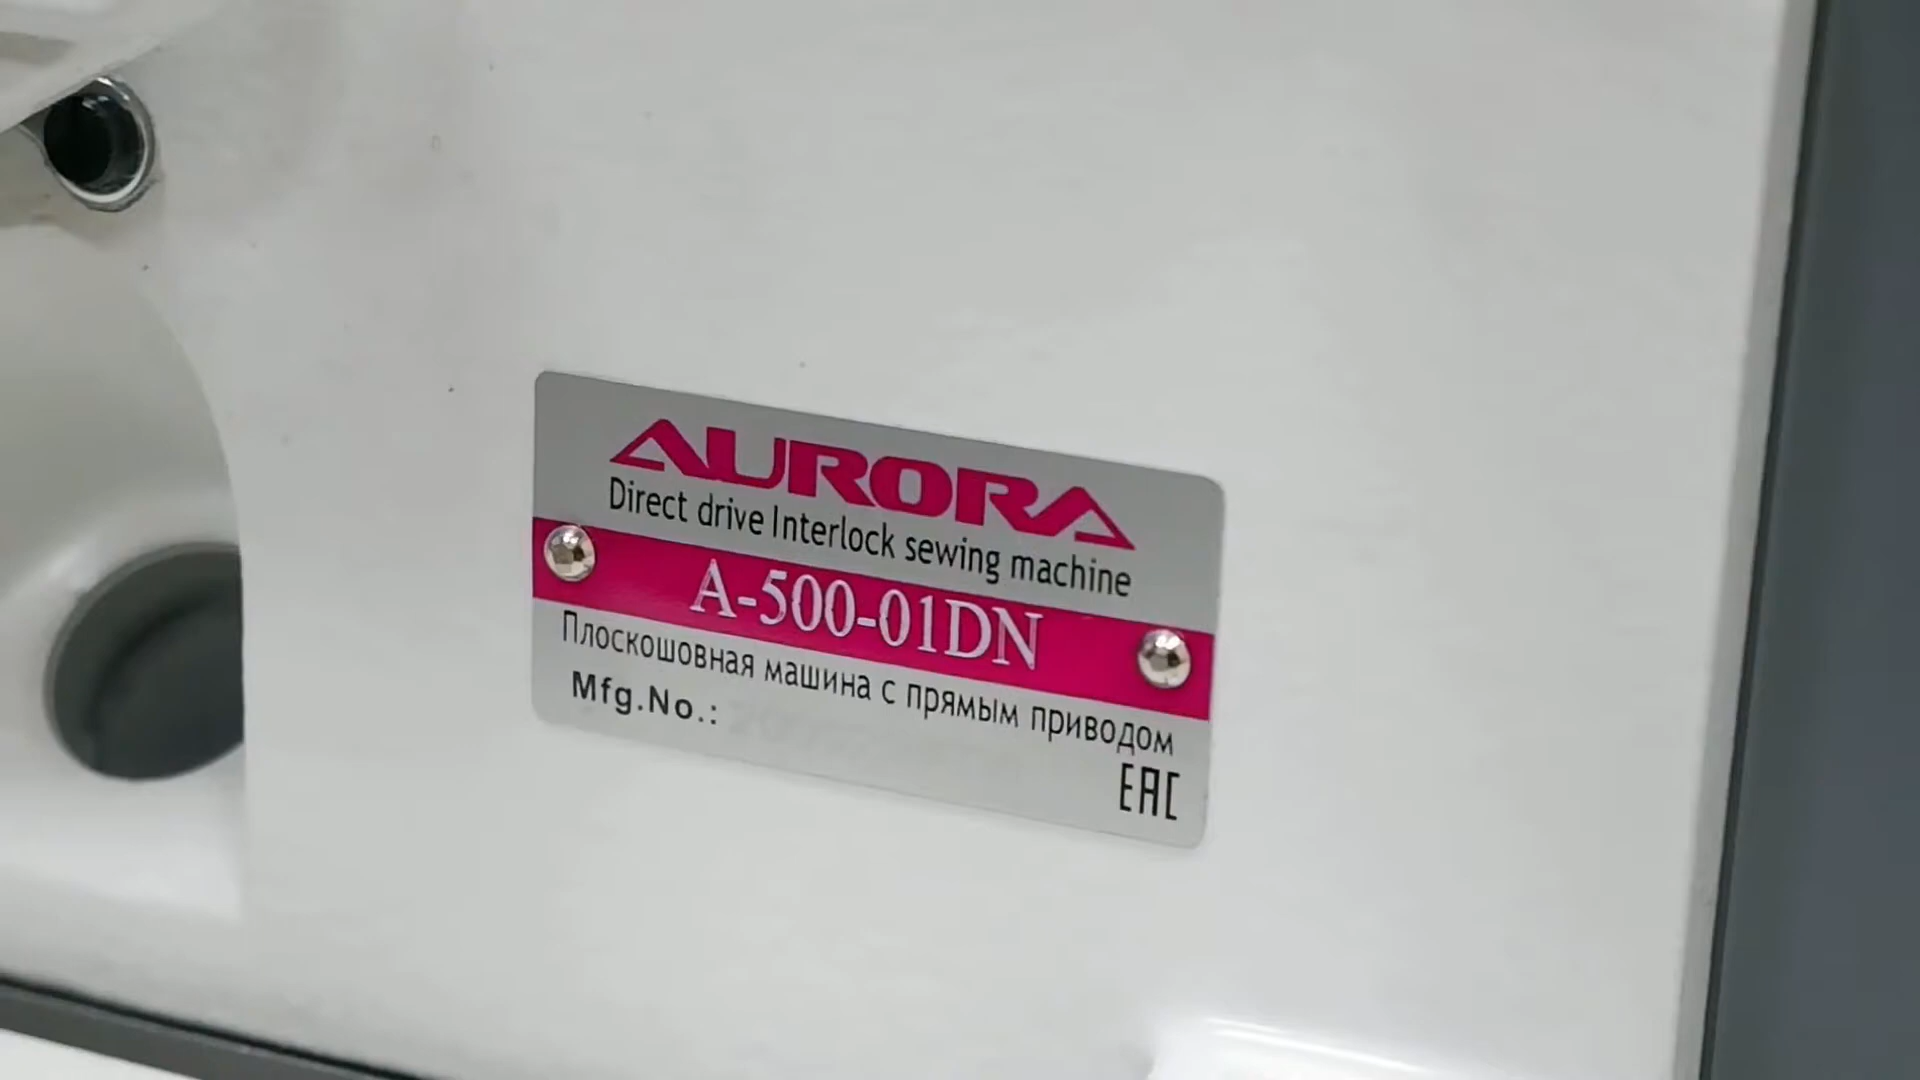 AURORA
Direct drive Interlock sewing machine
A-500-01DN
Плоскошовная машина с прямым приводом
Mfg.No.:
EAC